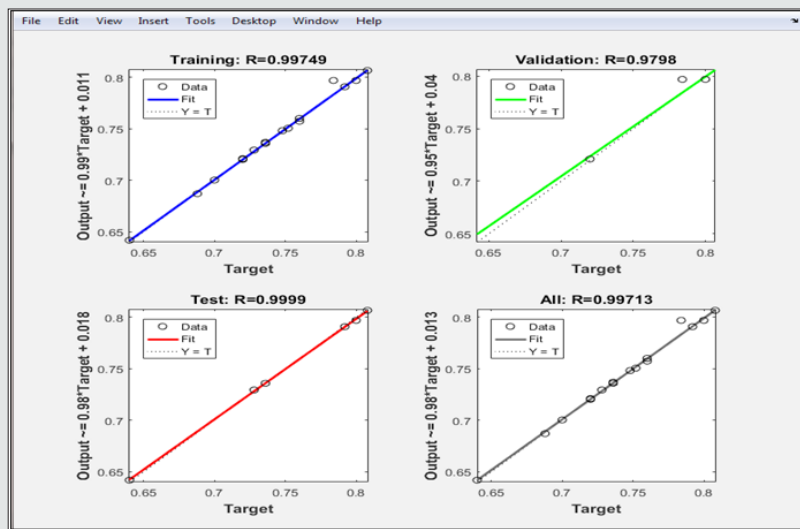 File Edit View Insert Tools Desktop Window Help
Training: R=0.99749
Output ~= 0.99*Target + 0.011
0.8
0.75
0.7
0.65
Data
Fit
Y = T
0.65 0.7 0.75 0.8
Target
Validation: R=0.9798
Output ~= 0.95*Target + 0.04
0.8
0.75
0.7
0.65
Data
Fit
Y = T
0.65 0.7 0.75 0.8
Target
Test: R=0.9999
Output ~= 0.98*Target + 0.018
0.8
0.75
0.7
0.65
Data
Fit
Y = T
0.65 0.7 0.75 0.8
Target
All: R=0.99713
Output ~= 0.98*Target + 0.013
0.8
0.75
0.7
0.65
Data
Fit
Y = T
0.65 0.7 0.75 0.8
Target